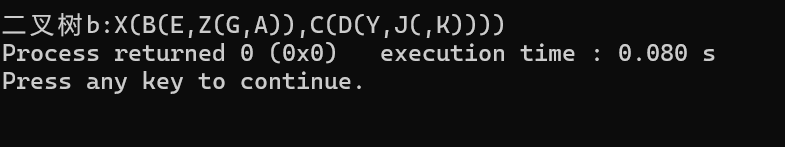 二叉树b:X(B(E,Z(G,A)),C(D(Y,J(,K))))
Process returned 0 (0x0)   execution time : 0.080 s
Press any key to continue.